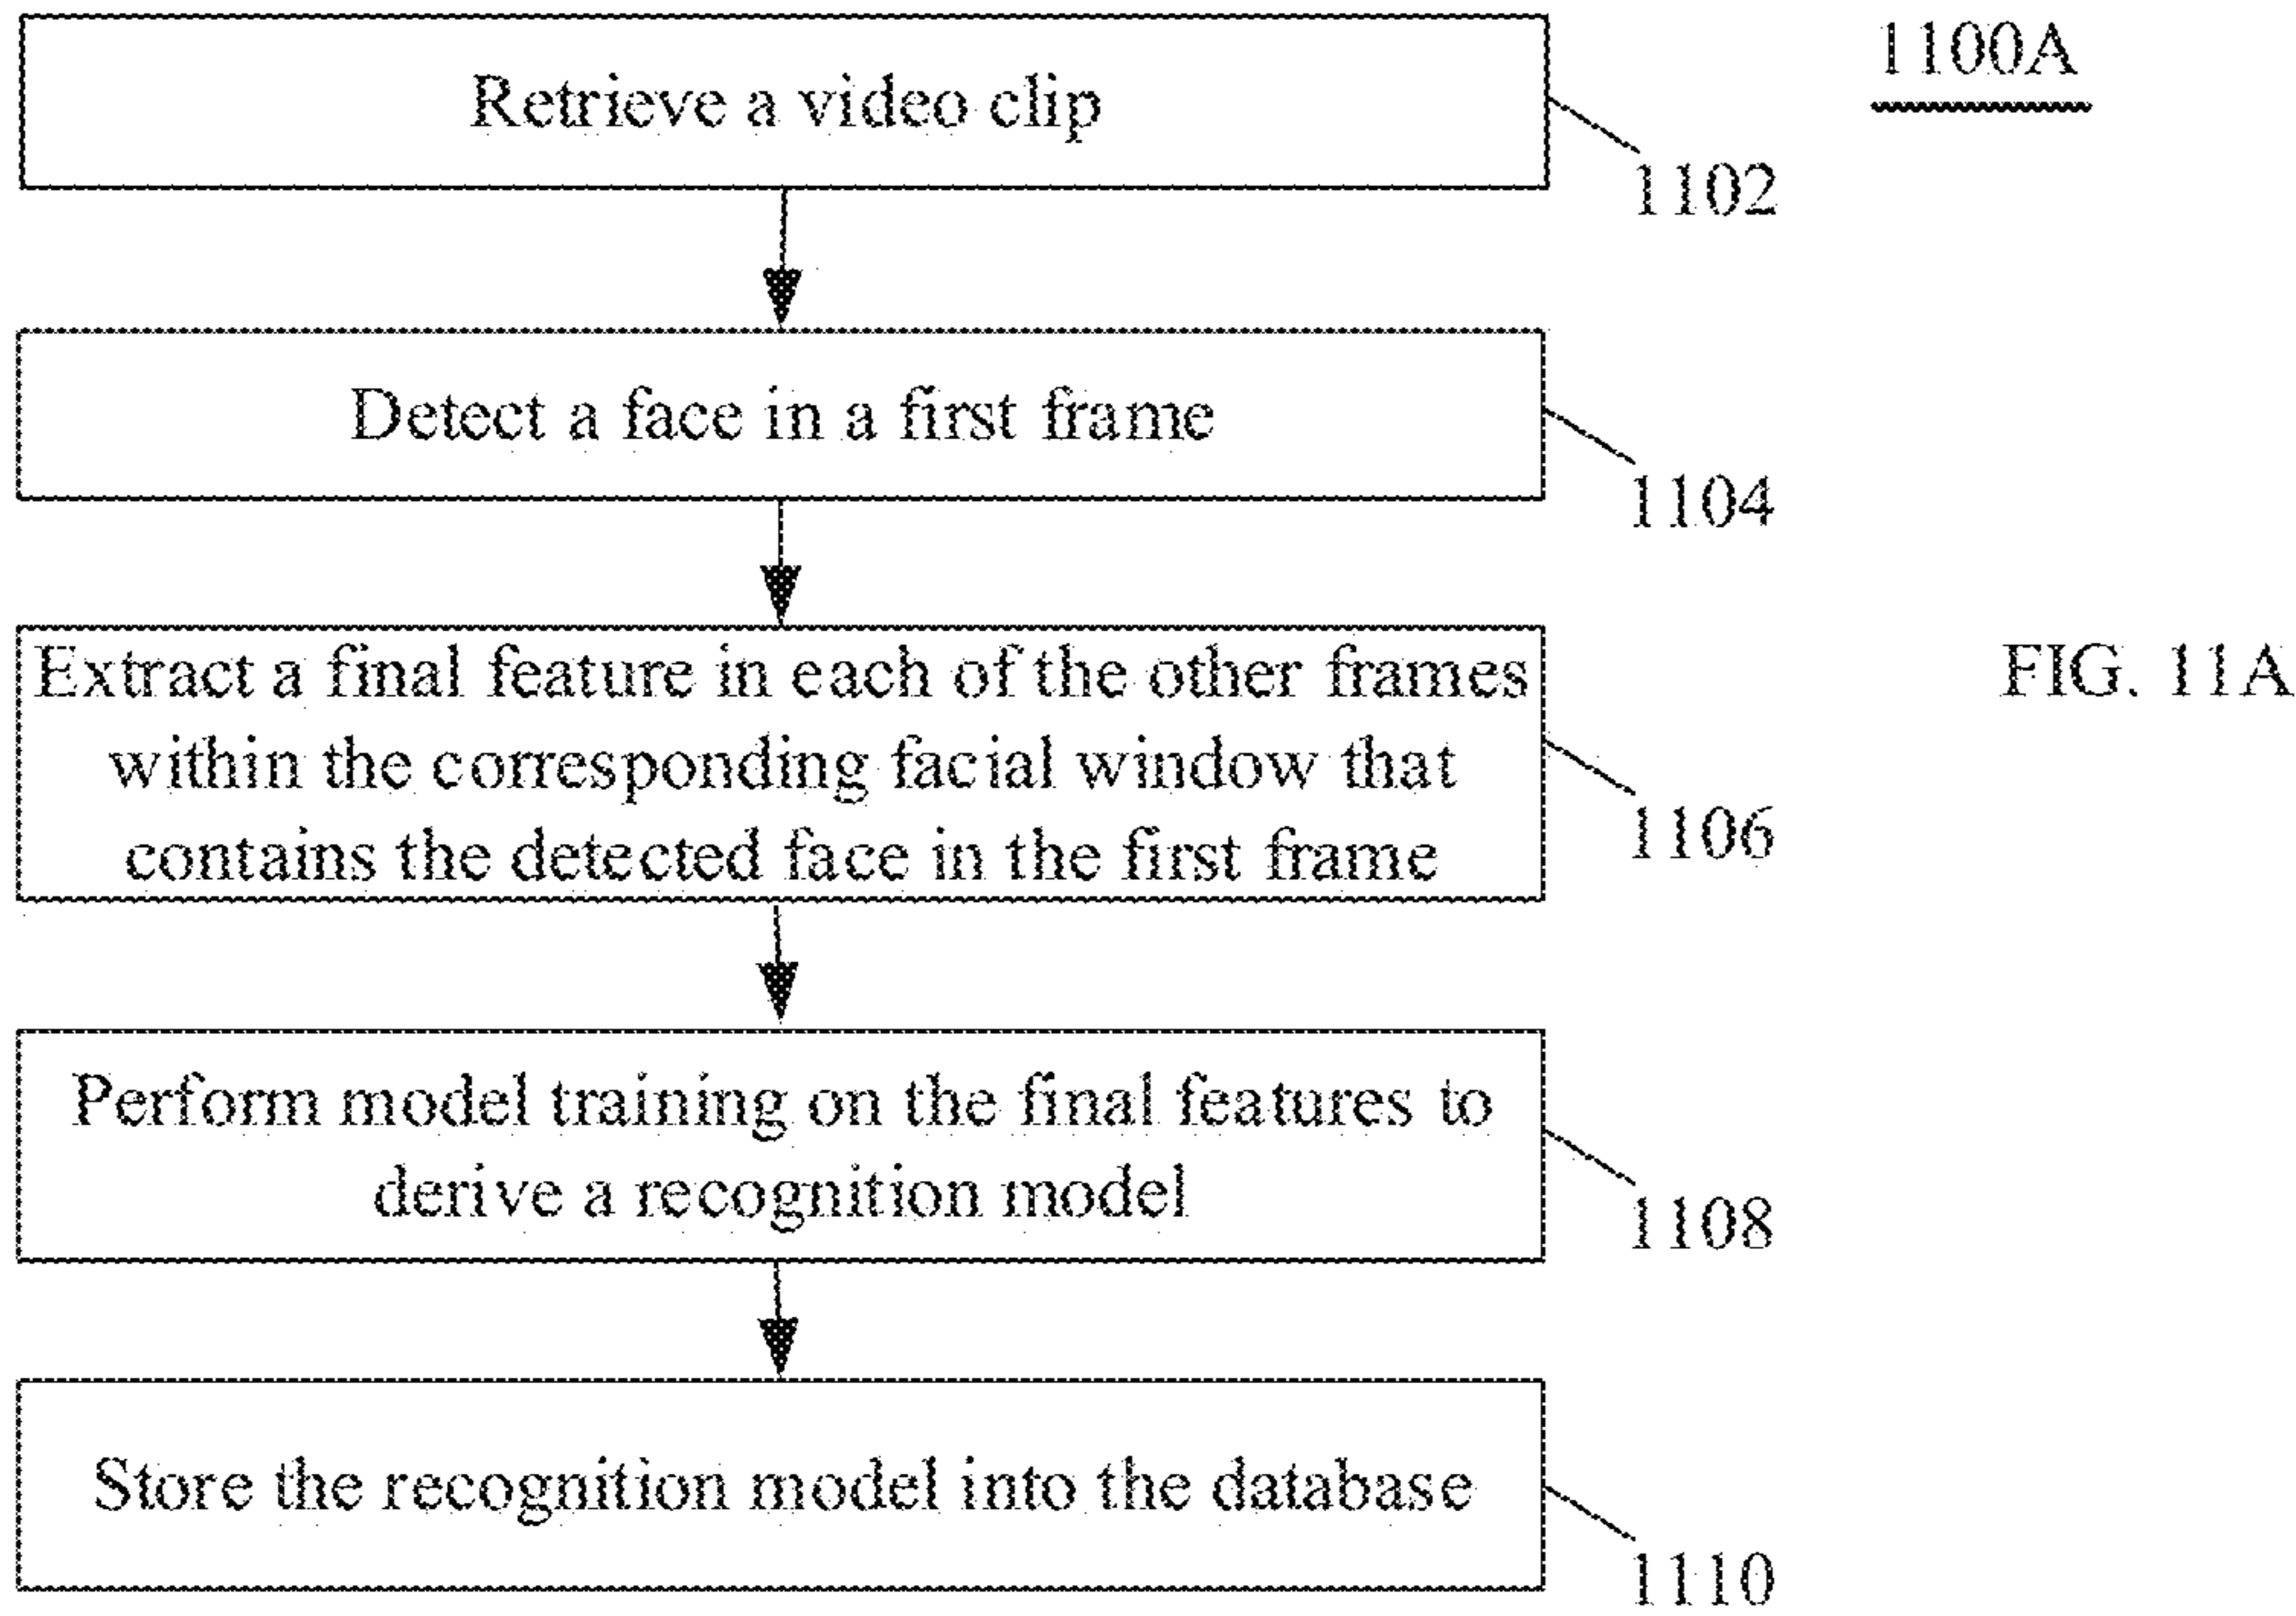 1100A
Retrieve a video clip
1102
Detect a face in a first frame
1104
Extract a final feature in each of the other frames
within the corresponding facial window that
contains the detected face in the first frame
1106
FIG. 11A
Perform model training on the final features to
derive a recognition model
1108
Store the recognition model into the database
1110